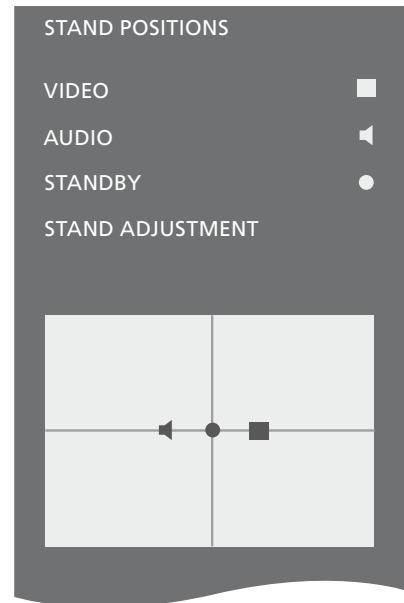 STAND POSITIONS
VIDEO
AUDIO
STANDBY
STAND ADJUSTMENT